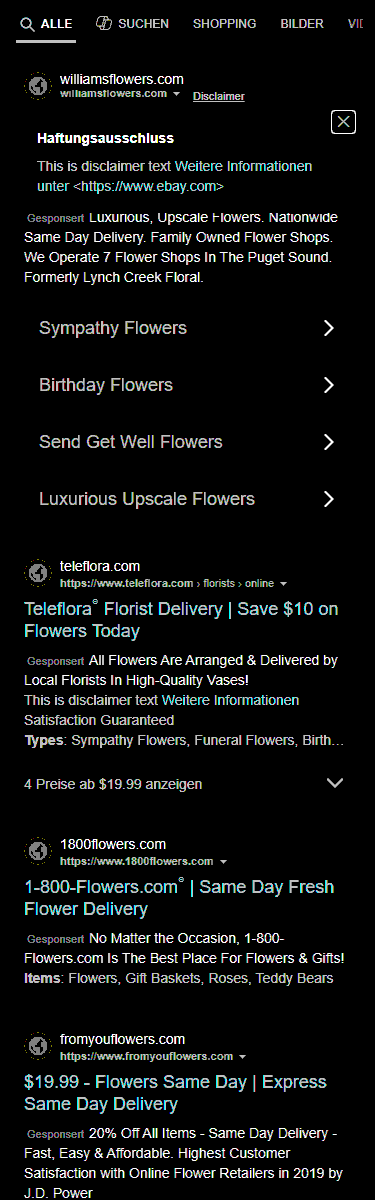 ALLE SUCHEN SHOPPING BILDER
williamsflowers.com
williamsflowers.com Disclaimer
Haftungsausschluss
This is disclaimer text Weitere Informationen
unter <https://www.ebay.com>
Gesponsert Luxurious, Upscale Flowers. Nationwide
Same Day Delivery. Family Owned Flower Shops.
We Operate 7 Flower Shops In The Puget Sound.
Formerly Lynch Creek Floral.
Sympathy Flowers
Birthday Flowers
Send Get Well Flowers
Luxurious Upscale Flowers
teleflora.com
https://www.teleflora.com › florists › online
Teleflora® Florist Delivery | Save $10 on
Flowers Today
Gesponsert All Flowers Are Arranged & Delivered by
Local Florists In High-Quality Vases!
This is disclaimer text Weitere Informationen
Satisfaction Guaranteed
Types: Sympathy Flowers, Funeral Flowers, Birth...
4 Preise ab $19.99 anzeigen
1800flowers.com
https://www.1800flowers.com
1-800-Flowers.com® | Same Day Fresh
Flower Delivery
Gesponsert No Matter the Occasion, 1-800-
Flowers.com Is The Best Place For Flowers & Gifts!
Items: Flowers, Gift Baskets, Roses, Teddy Bears
fromyouflowers.com
https://www.fromyouflowers.com
$19.99 - Flowers Same Day | Express
Same Day Delivery
Gesponsert 20% Off All Items - Same Day Delivery -
Fast, Easy & Affordable. Highest Customer
Satisfaction with Online Flower Retailers in 2019 by
J.D. Power